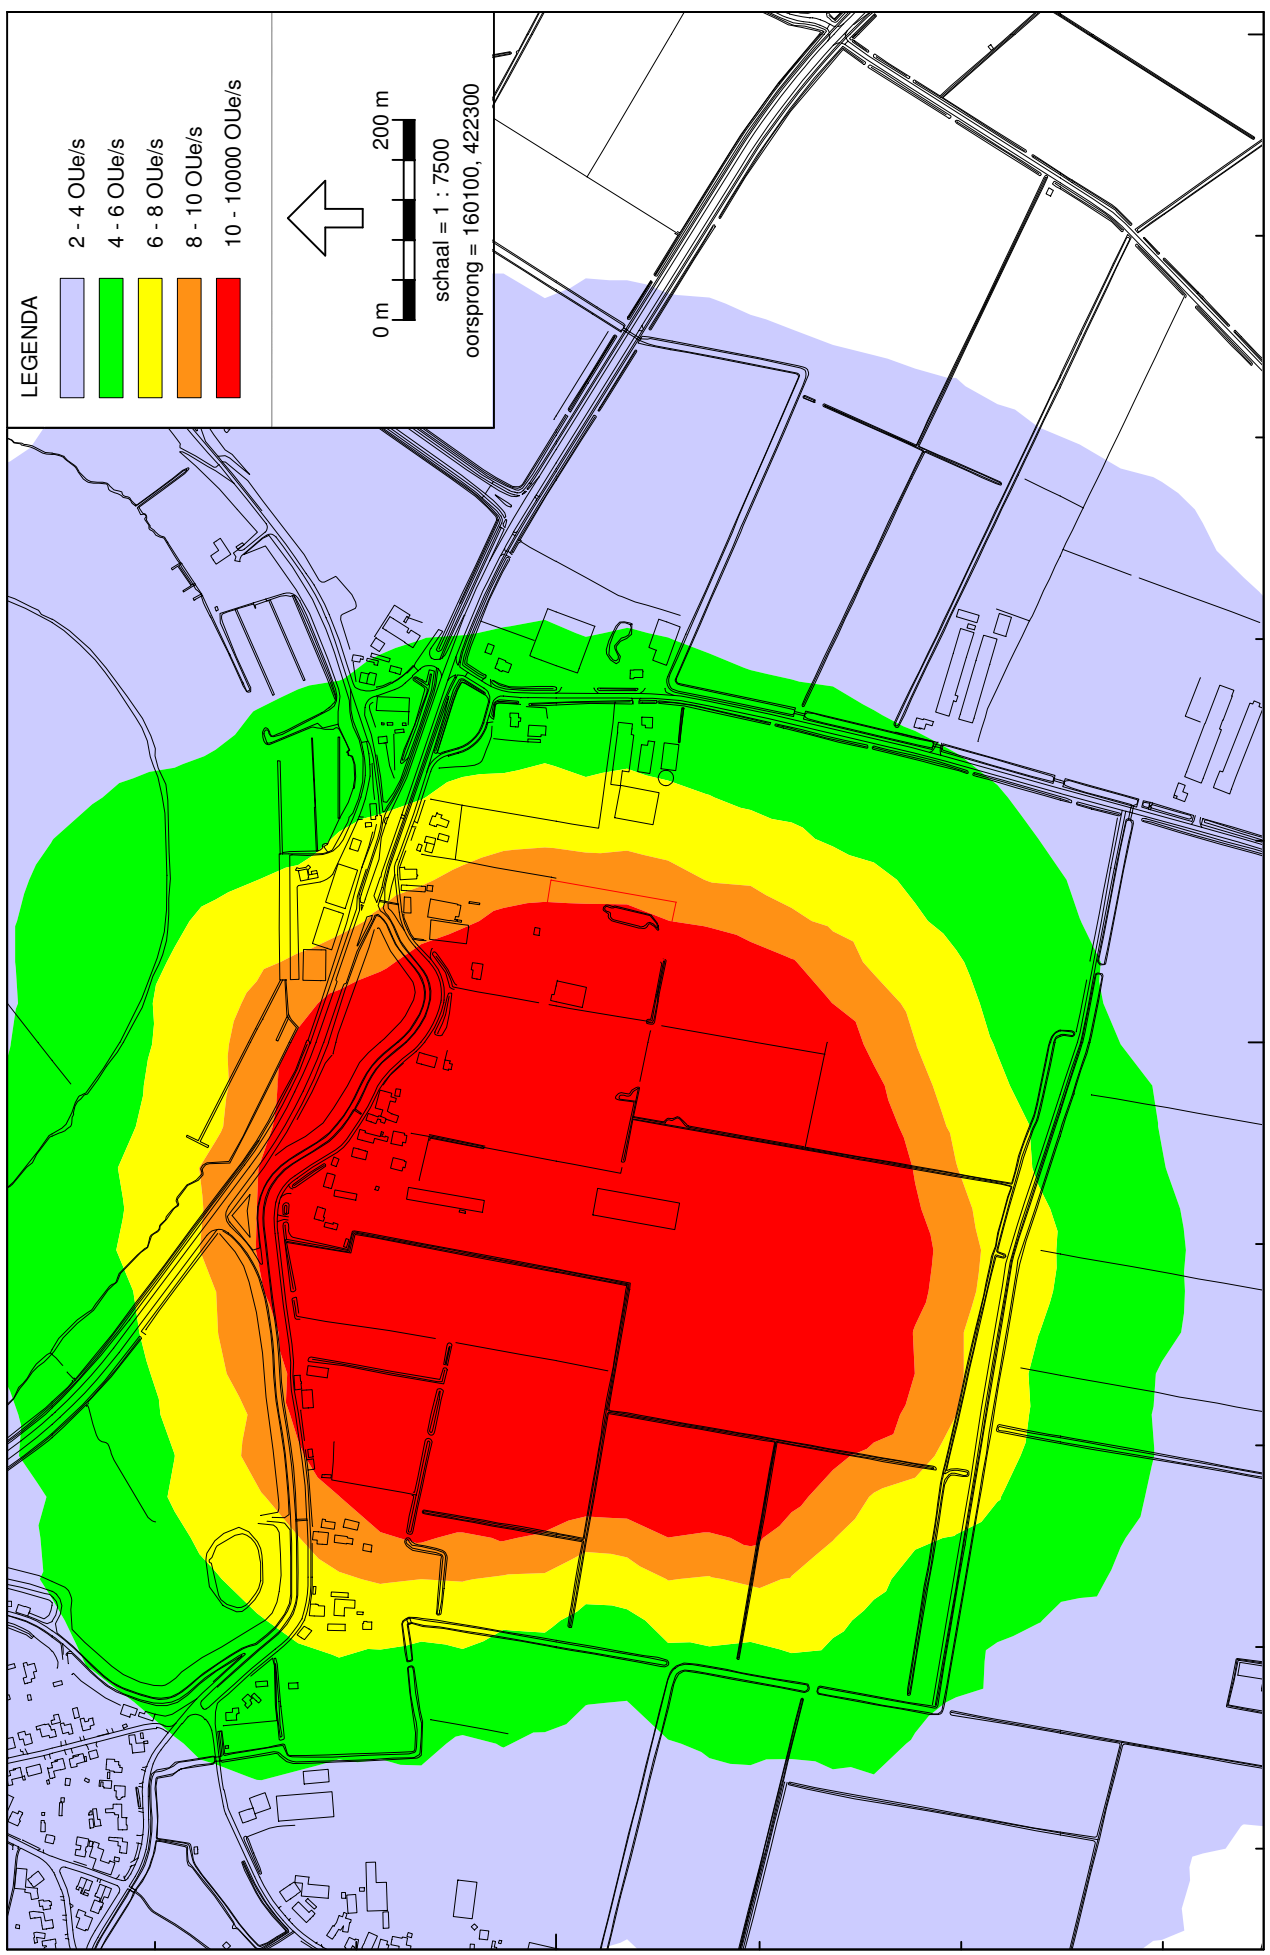 LEGENDA
2 - 4 OUe/s
4 - 6 OUe/s
6 - 8 OUe/s
8 - 10 OUe/s
10 - 10000 OUe/s
0 m 200 m
schaal = 1 : 7500
oorsprong = 160100, 422300